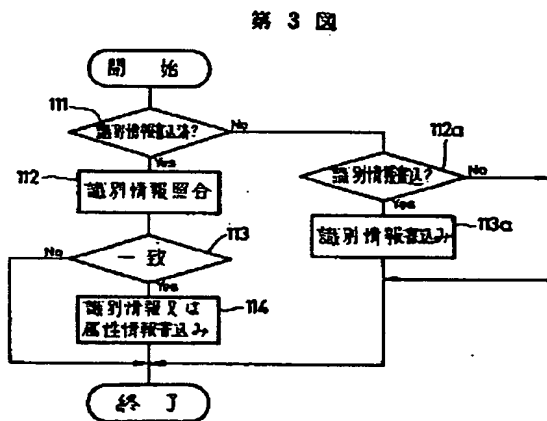 第 3 図
開 始
111
識別情報書込済?
No
Yes
112a
識別情報書込?
No
Yes
112
識別情報照合
113a
識別情報書込み
113
No
一致
Yes
114
識別情報又は
属性情報書込み
終 了